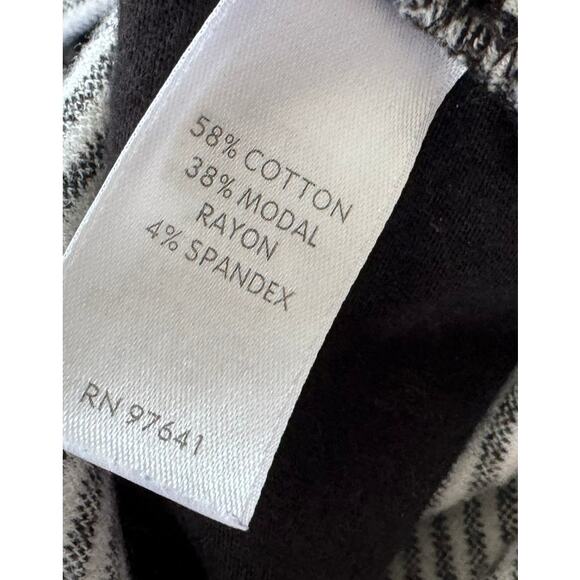 58% COTTON
38% MODAL
RAYON
4% SPANDEX
RN 97641